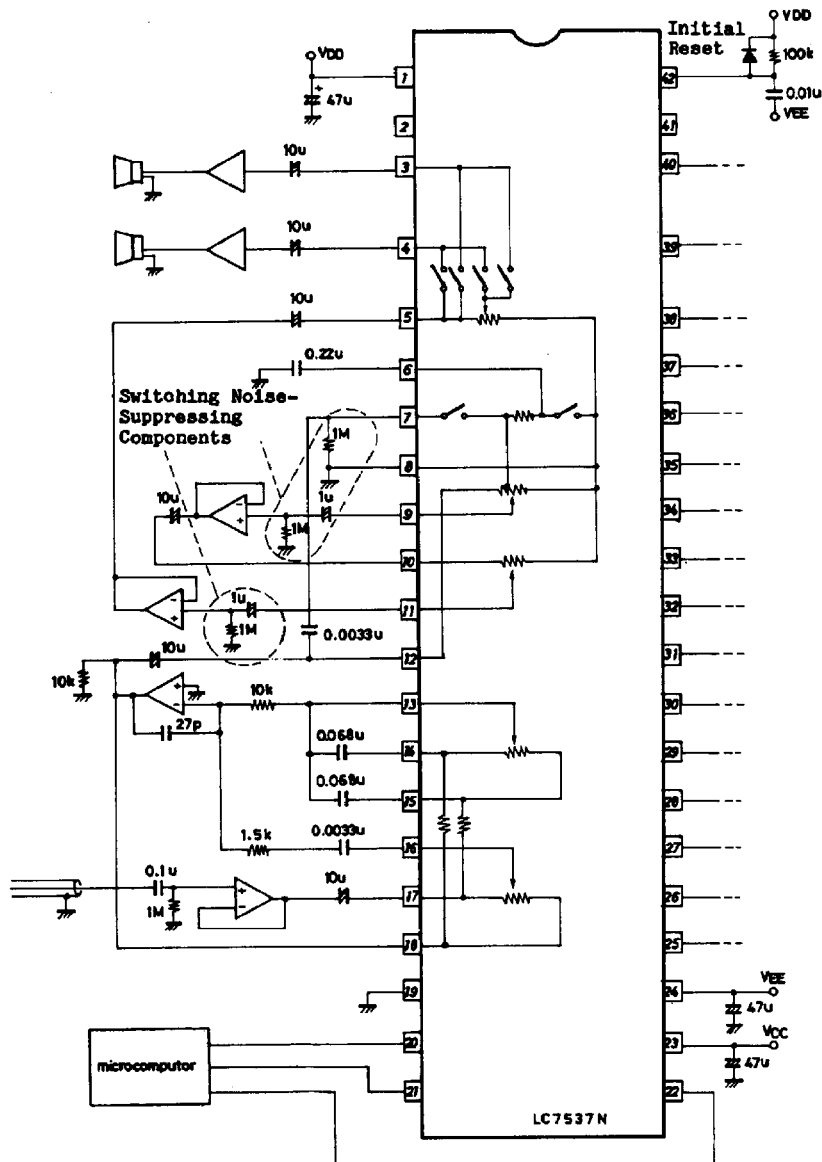 VDD
47u
1
2
10u
3
10u
4
10u
5
0.22u
6
Switching Noise-
Suppressing
Components
7
1M
8
10u
- +
1M
1u
9
10
- +
1u
1M
11
0.0033u
10k
10u
12
+ -
27p
10k
13
0.068u
14
0.068u
15
1.5k
0.0033u
16
0.1u
1M
+ -
10u
17
18
19
microcomputor
20
21
LC7537N
Initial
Reset
VDD
100k
0.01u
VEE
42
41
40
39
38
37
36
35
34
33
32
31
30
29
28
27
26
25
24
VEE
47u
23
VCC
47u
22